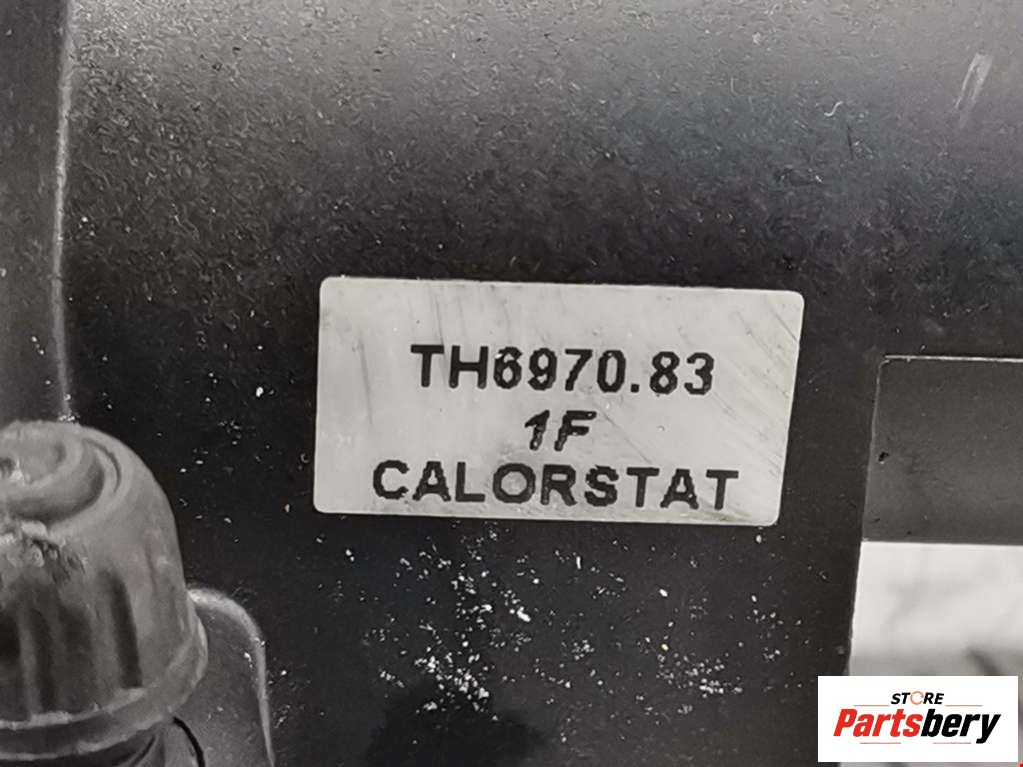 TH6970.83
1F
CALORSTAT
STORE
Partsbery